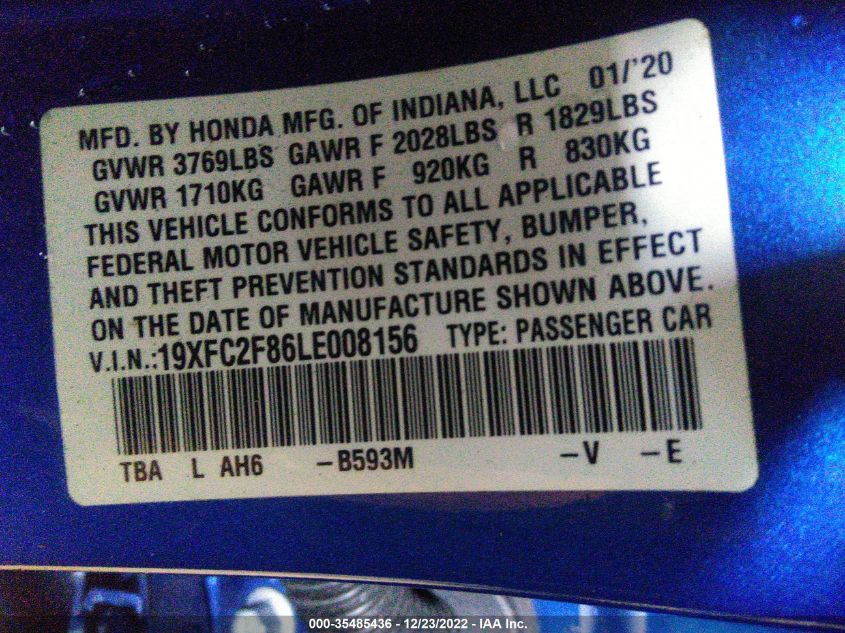 MFD. BY HONDA MFG. OF INDIANA, LLC 01/'20
GVWR 3769LBS GAWR F 2028LBS R 1829LBS
GVWR 1710KG GAWR F 920KG R 830KG
THIS VEHICLE CONFORMS TO ALL APPLICABLE
FEDERAL MOTOR VEHICLE SAFETY, BUMPER,
AND THEFT PREVENTION STANDARDS IN EFFECT
ON THE DATE OF MANUFACTURE SHOWN ABOVE.
V.I.N.:19XFC2F86LE008156 TYPE: PASSENGER CAR
TBA L AH6 -B593M -V -E
000-35485436 - 12/23/2022 - IAA Inc.